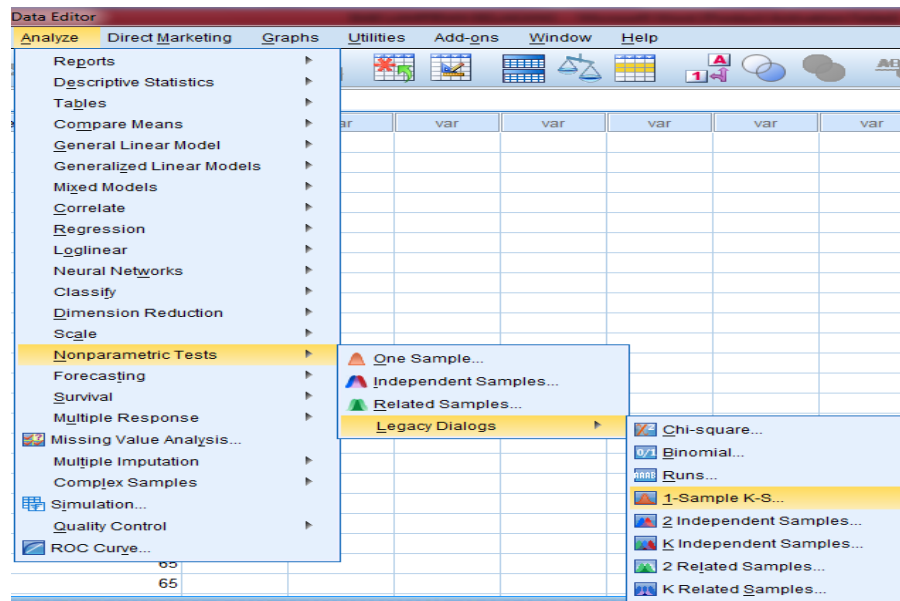 Data Editor
Analyze Direct Marketing Graphs Utilities Add-ons Window Help
Reports
Descriptive Statistics
Tables
Compare Means
General Linear Model
Generalized Linear Models
Mixed Models
Correlate
Regression
Loglinear
Neural Networks
Classify
Dimension Reduction
Scale
Nonparametric Tests
Forecasting
Survival
Multiple Response
Missing Value Analysis...
Multiple Imputation
Complex Samples
Simulation...
Quality Control
ROC Curve...
One Sample...
Independent Samples...
Related Samples...
Legacy Dialogs
Chi-square...
Binomial...
Runs...
1-Sample K-S...
2 Independent Samples...
K Independent Samples...
2 Related Samples...
K Related Samples...
var var var var var
65
65